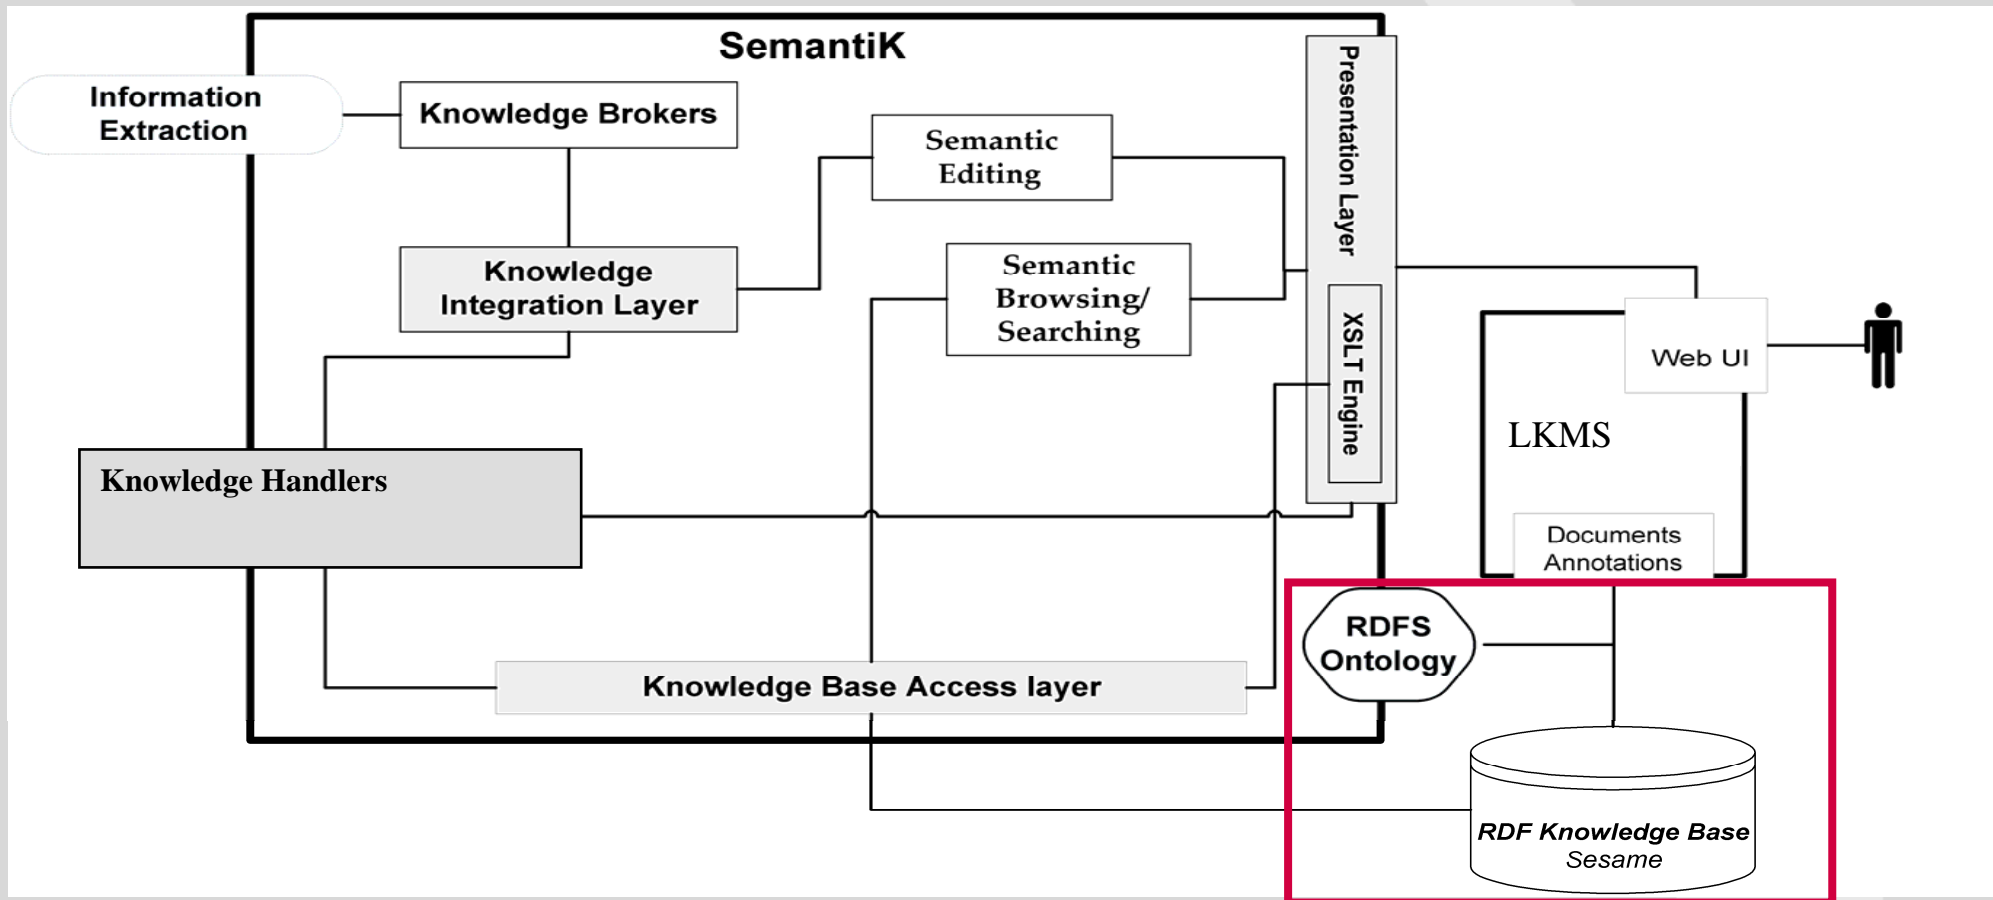 SemantiK
Information
Extraction
Knowledge Brokers
Semantic
Editing
Presentation Layer
Knowledge
Integration Layer
Semantic
Browsing/
Searching
XSLT Engine
Web UI
LKMS
Knowledge Handlers
Documents
Annotations
RDFS
Ontology
Knowledge Base Access layer
RDF Knowledge Base
Sesame